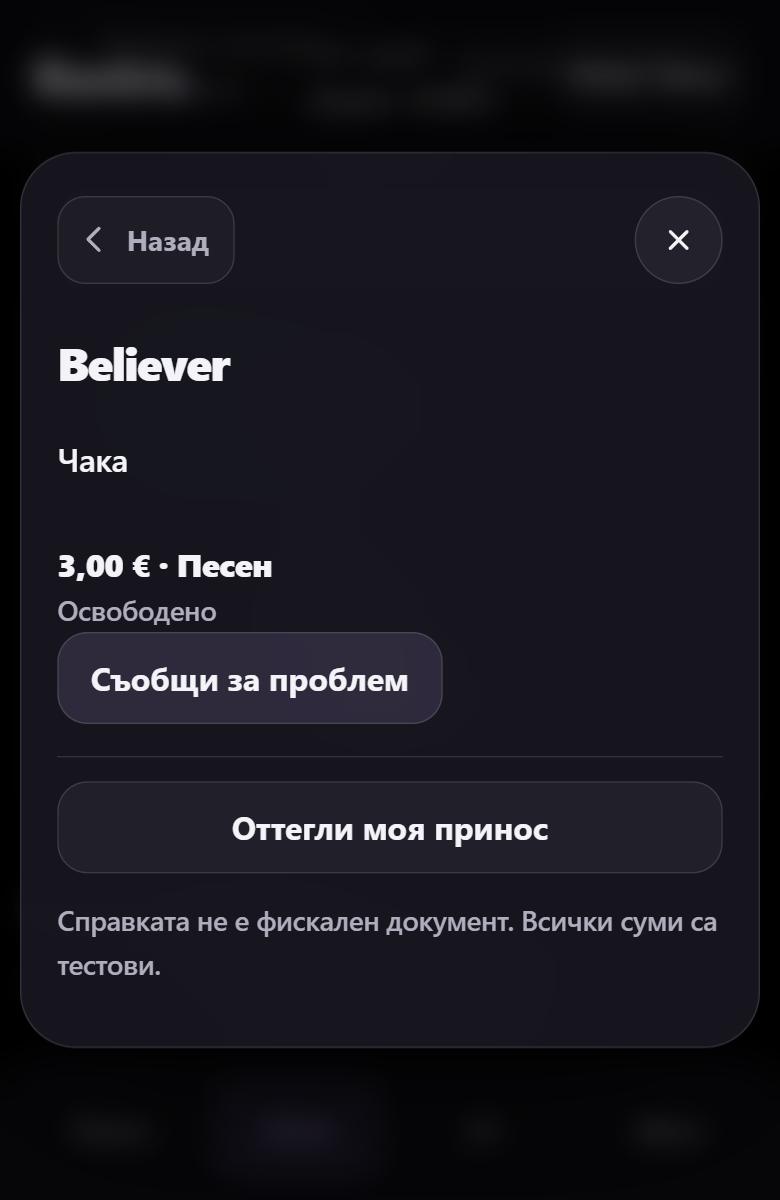 Назад
Believer
Чака
3,00 € · Песен
Освободено
Съобщи за проблем
Оттегли моя принос
Справката не е фискален документ. Всички суми са
тестови.